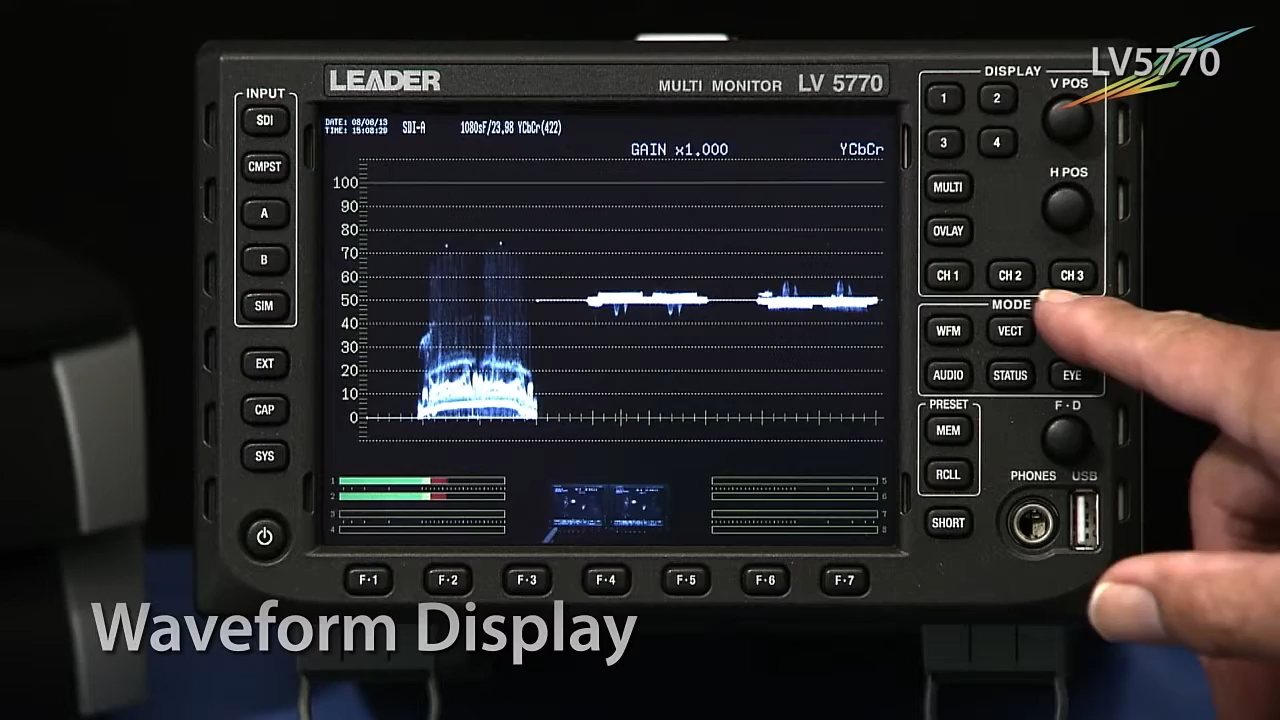 LV5770
LEADER
MULTI MONITOR LV 5770
INPUT
SDI
CMPST
A
B
SIM
EXT
CAP
SYS
DATE: 08/06/13
TIME: 15:08:29
SDI-A
1080sF/23.98 YCbCr(422)
GAIN x1.000
YCbCr
100
90
80
70
60
50
40
30
20
10
0
1
2
3
4
5
6
7
8
F·1
F·2
F·3
F·4
F·5
F·6
F·7
DISPLAY
1
2
3
4
V POS
H POS
MULTI
OVLAY
CH 1
CH 2
CH 3
MODE
WFM
VECT
AUDIO
STATUS
EYE
PRESET
MEM
RCLL
F·D
PHONES
USB
SHORT
Waveform Display